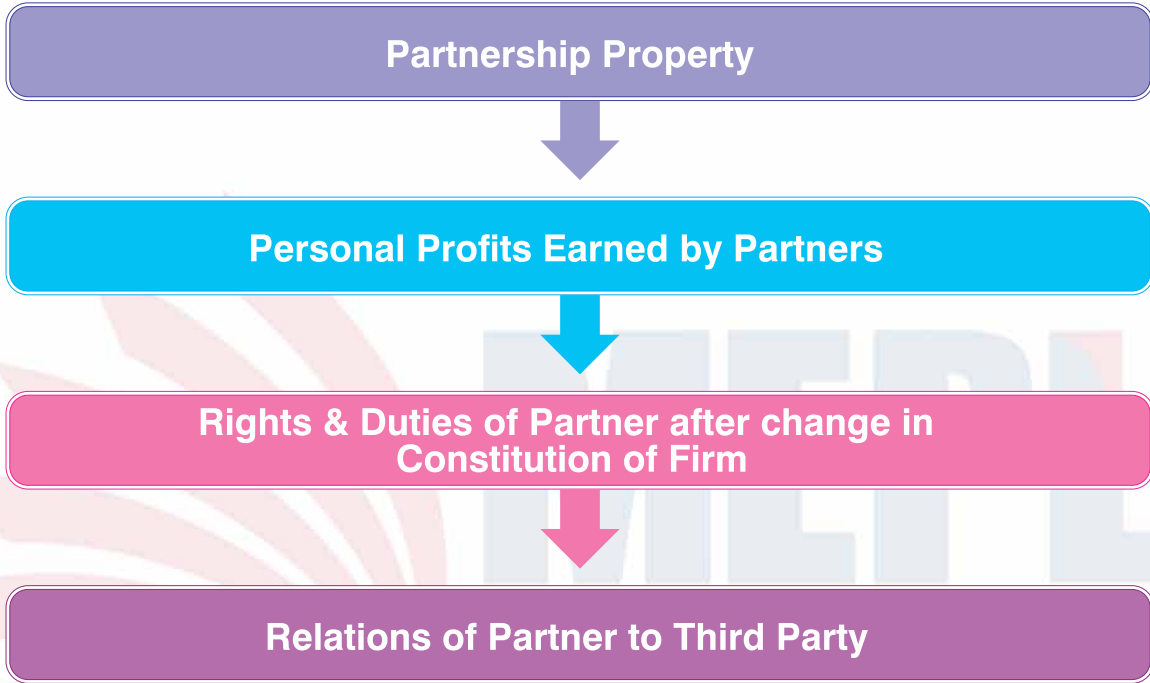 Partnership Property
Personal Profits Earned by Partners
Rights & Duties of Partner after change in
Constitution of Firm
Relations of Partner to Third Party
MEPL